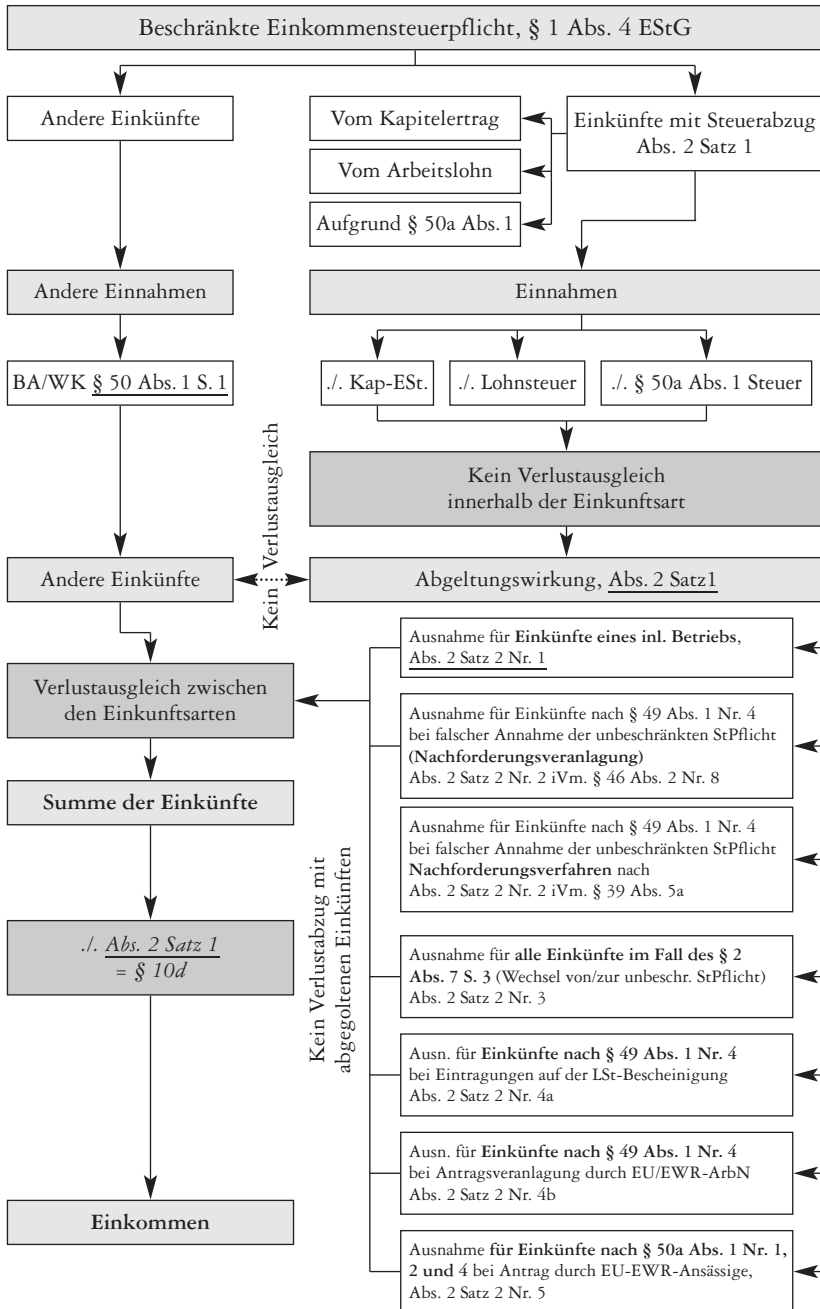 Beschränkte Einkommensteuerpflicht, § 1 Abs. 4 EStG
Andere Einkünfte
Vom Kapitelertrag
Vom Arbeitslohn
Aufgrund § 50a Abs. 1
Einkünfte mit Steuerabzug
Abs. 2 Satz 1
Andere Einnahmen
Einnahmen
BA/WK § 50 Abs. 1 S. 1
./. Kap-ESt.
./. Lohnsteuer
./. § 50a Abs. 1 Steuer
Kein Verlustausgleich
Kein Verlustausgleich
innerhalb der Einkunftsart
Andere Einkünfte
Abgeltungswirkung, Abs. 2 Satz1
Verlustausgleich zwischen
den Einkunftsarten
Summe der Einkünfte
./. Abs. 2 Satz 1
= § 10d
Einkommen
Kein Verlustabzug mit
abgegoltenen Einkünften
Ausnahme für Einkünfte eines inl. Betriebs,
Abs. 2 Satz 2 Nr. 1
Ausnahme für Einkünfte nach § 49 Abs. 1 Nr. 4
bei falscher Annahme der unbeschränkten StPflicht
(Nachforderungsveranlagung)
Abs. 2 Satz 2 Nr. 2 iVm. § 46 Abs. 2 Nr. 8
Ausnahme für Einkünfte nach § 49 Abs. 1 Nr. 4
bei falscher Annahme der unbeschränkten StPflicht
Nachforderungsverfahren nach
Abs. 2 Satz 2 Nr. 2 iVm. § 39 Abs. 5a
Ausnahme für alle Einkünfte im Fall des § 2
Abs. 7 S. 3 (Wechsel von/zur unbeschr. StPflicht)
Abs. 2 Satz 2 Nr. 3
Ausn. für Einkünfte nach § 49 Abs. 1 Nr. 4
bei Eintragungen auf der LSt-Bescheinigung
Abs. 2 Satz 2 Nr. 4a
Ausn. für Einkünfte nach § 49 Abs. 1 Nr. 4
bei Antragsveranlagung durch EU/EWR-ArbN
Abs. 2 Satz 2 Nr. 4b
Ausnahme für Einkünfte nach § 50a Abs. 1 Nr. 1,
2 und 4 bei Antrag durch EU-EWR-Ansässige,
Abs. 2 Satz 2 Nr. 5